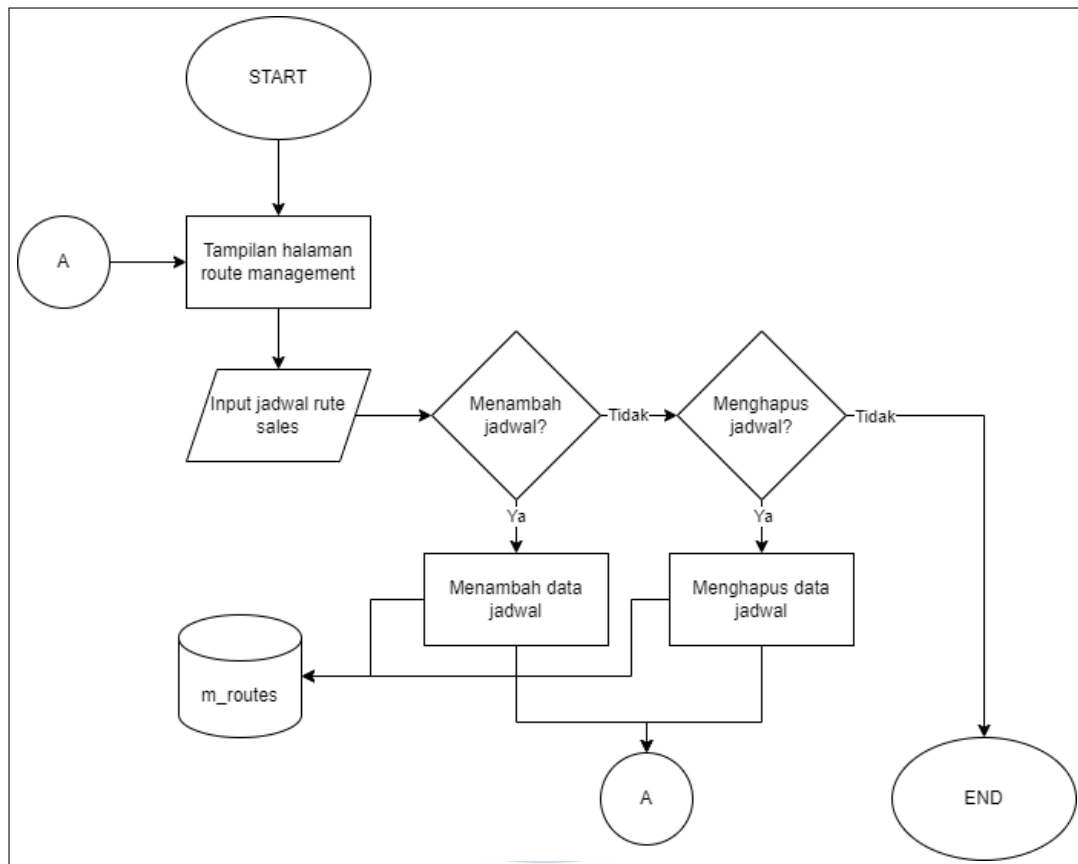 START
A
Tampilan halaman
route management
Input jadwal rute
sales
Menambah
jadwal?
Tidak
Menghapus
jadwal?
Tidak
Ya
Ya
Menambah data
jadwal
Menghapus data
jadwal
m_routes
A
END